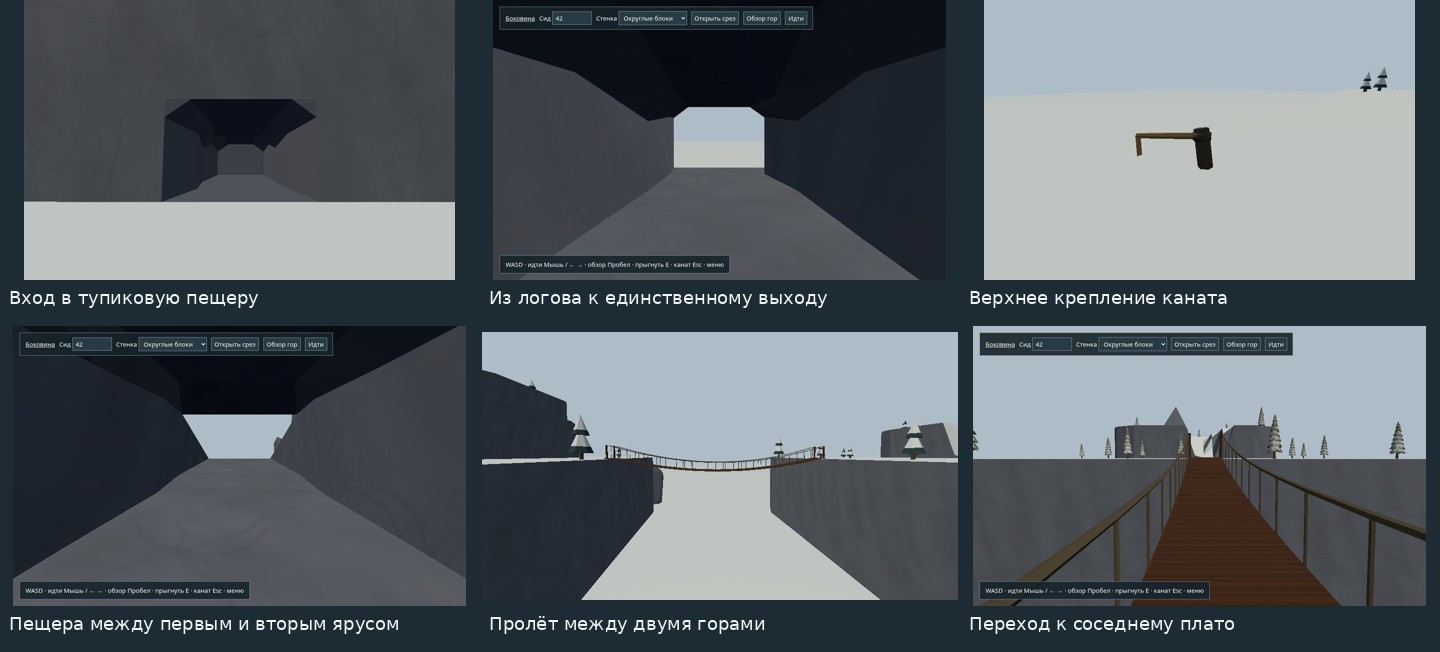 Боковина Сид 42 Стенка Округлые блоки Открыть срез Обзор гор Идти
WASD · идти Мышь / ← → · обзор Пробел · прыгнуть E · канат Esc · меню
Вход в тупиковую пещеру
Из логова к единственному выходу
Верхнее крепление каната
Боковина Сид 42 Стенка Округлые блоки Открыть срез Обзор гор Идти
Боковина Сид 42 Стенка Округлые блоки Открыть срез Обзор гор Идти
WASD · идти Мышь / ← → · обзор Пробел · прыгнуть E · канат Esc · меню
WASD · идти Мышь / ← → · обзор Пробел · прыгнуть E · канат Esc · меню
Пещера между первым и вторым ярусом
Пролёт между двумя горами
Переход к соседнему плато